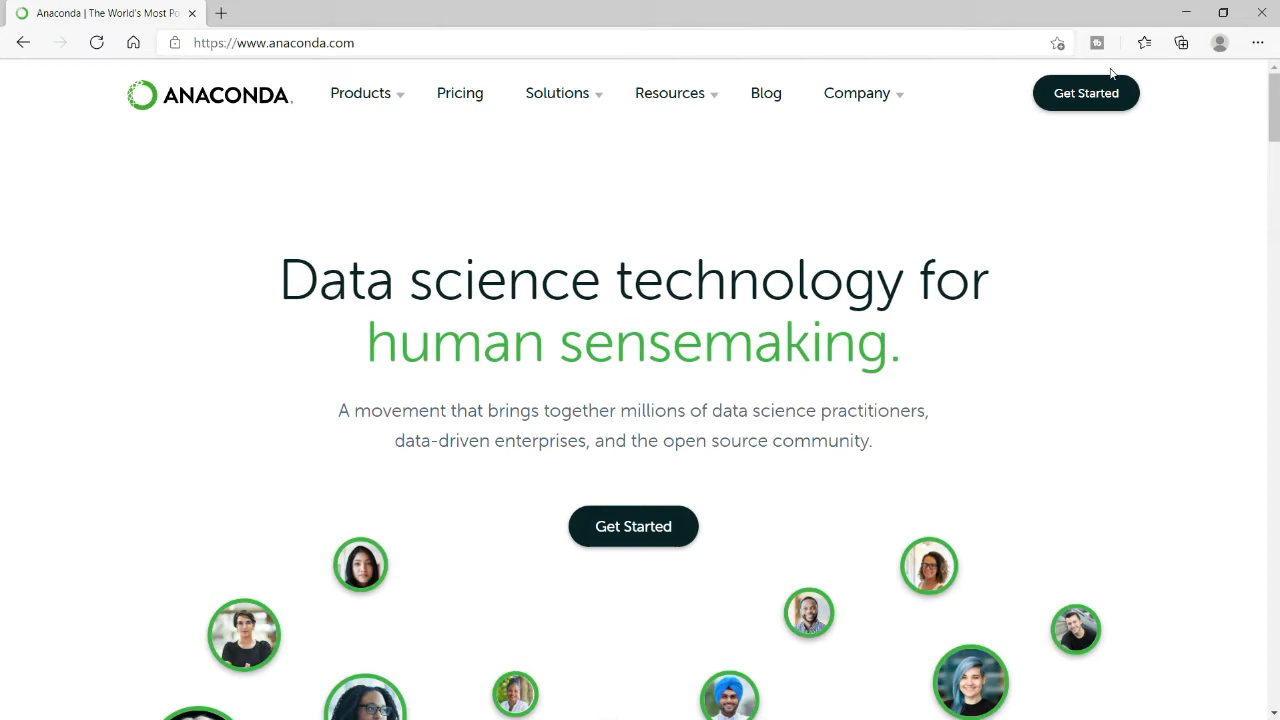 Anaconda | The World's Most Po
https://www.anaconda.com
ANACONDA.
Products
Pricing
Solutions
Resources
Blog
Company
Get Started
Data science technology for
human sensemaking.
A movement that brings together millions of data science practitioners,
data-driven enterprises, and the open source community.
Get Started